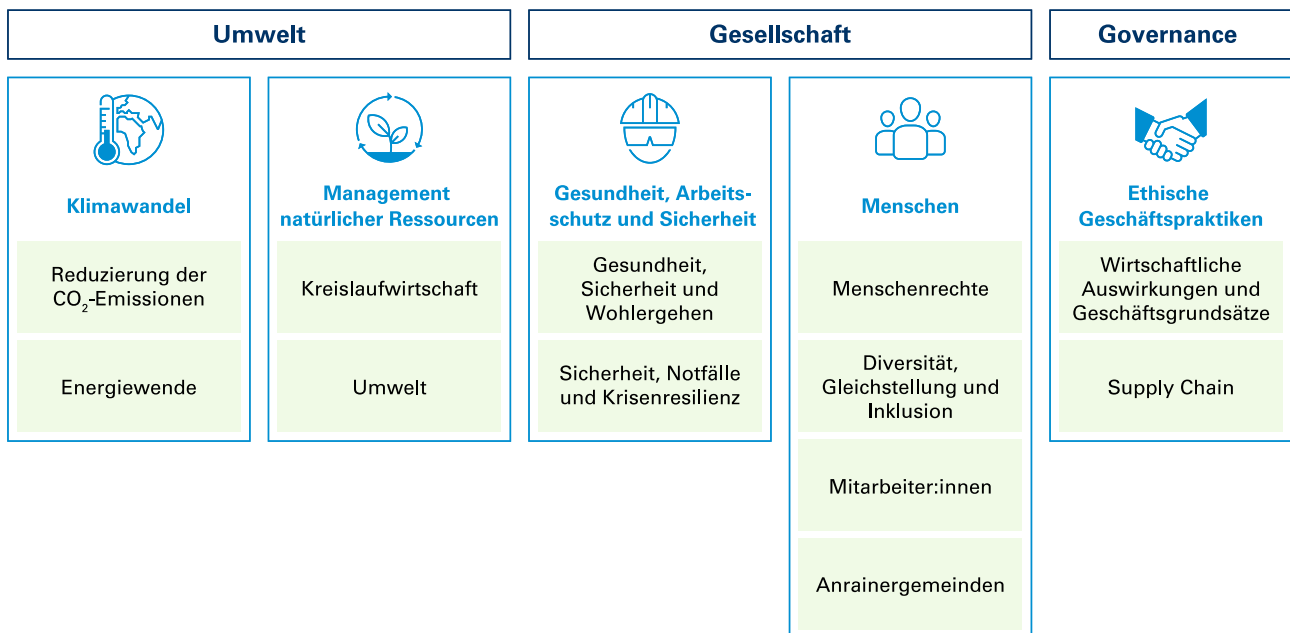 Umwelt
Gesellschaft
Governance
Klimawandel
Reduzierung der
CO₂-Emissionen
Energiewende
Management
natürlicher Ressourcen
Kreislaufwirtschaft
Umwelt
Gesundheit, Arbeits-
schutz und Sicherheit
Gesundheit,
Sicherheit und
Wohlergehen
Sicherheit, Notfälle
und Krisenresilienz
Menschen
Menschenrechte
Diversität,
Gleichstellung und
Inklusion
Mitarbeiter:innen
Anrainergemeinden
Ethische
Geschäftspraktiken
Wirtschaftliche
Auswirkungen und
Geschäftsgrundsätze
Supply Chain